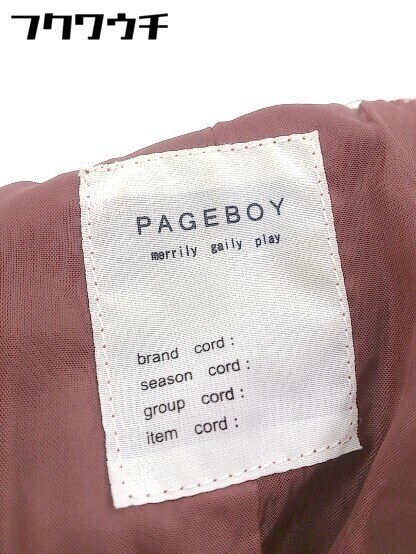 フクワウチ
PAGEBOY
merrily gaily play
brand cord :
season cord :
group cord :
item cord :